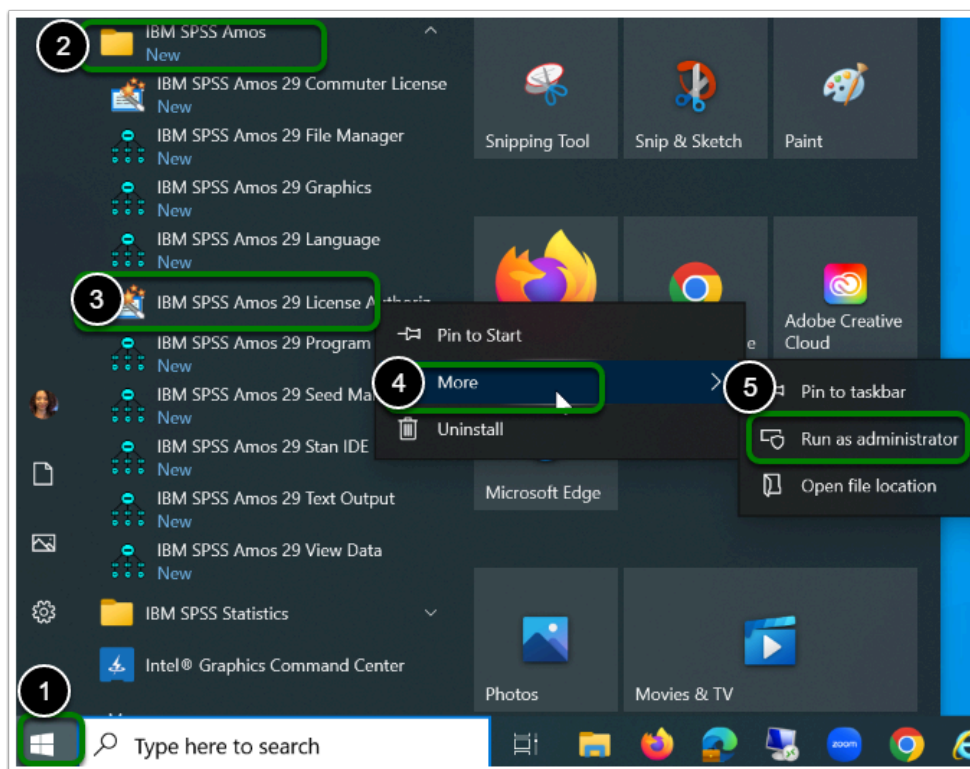 2
IBM SPSS Amos
New
IBM SPSS Amos 29 Commuter License
New
IBM SPSS Amos 29 File Manager
New
IBM SPSS Amos 29 Graphics
New
IBM SPSS Amos 29 Language
New
3
IBM SPSS Amos 29 License
IBM SPSS Amos 29 Program
New
IBM SPSS Amos 29 Seed
New
IBM SPSS Amos 29 Stan IDE
New
IBM SPSS Amos 29 Text Output
New
IBM SPSS Amos 29 View Data
New
IBM SPSS Statistics
Intel® Graphics Command Center
Snipping Tool
Snip & Sketch
Paint
Adobe Creative
Cloud
Microsoft Edge
Photos
Movies & TV
Pin to Start
4
More
Uninstall
5
Pin to taskbar
Run as administrator
Open file location
1
Type here to search
zoom